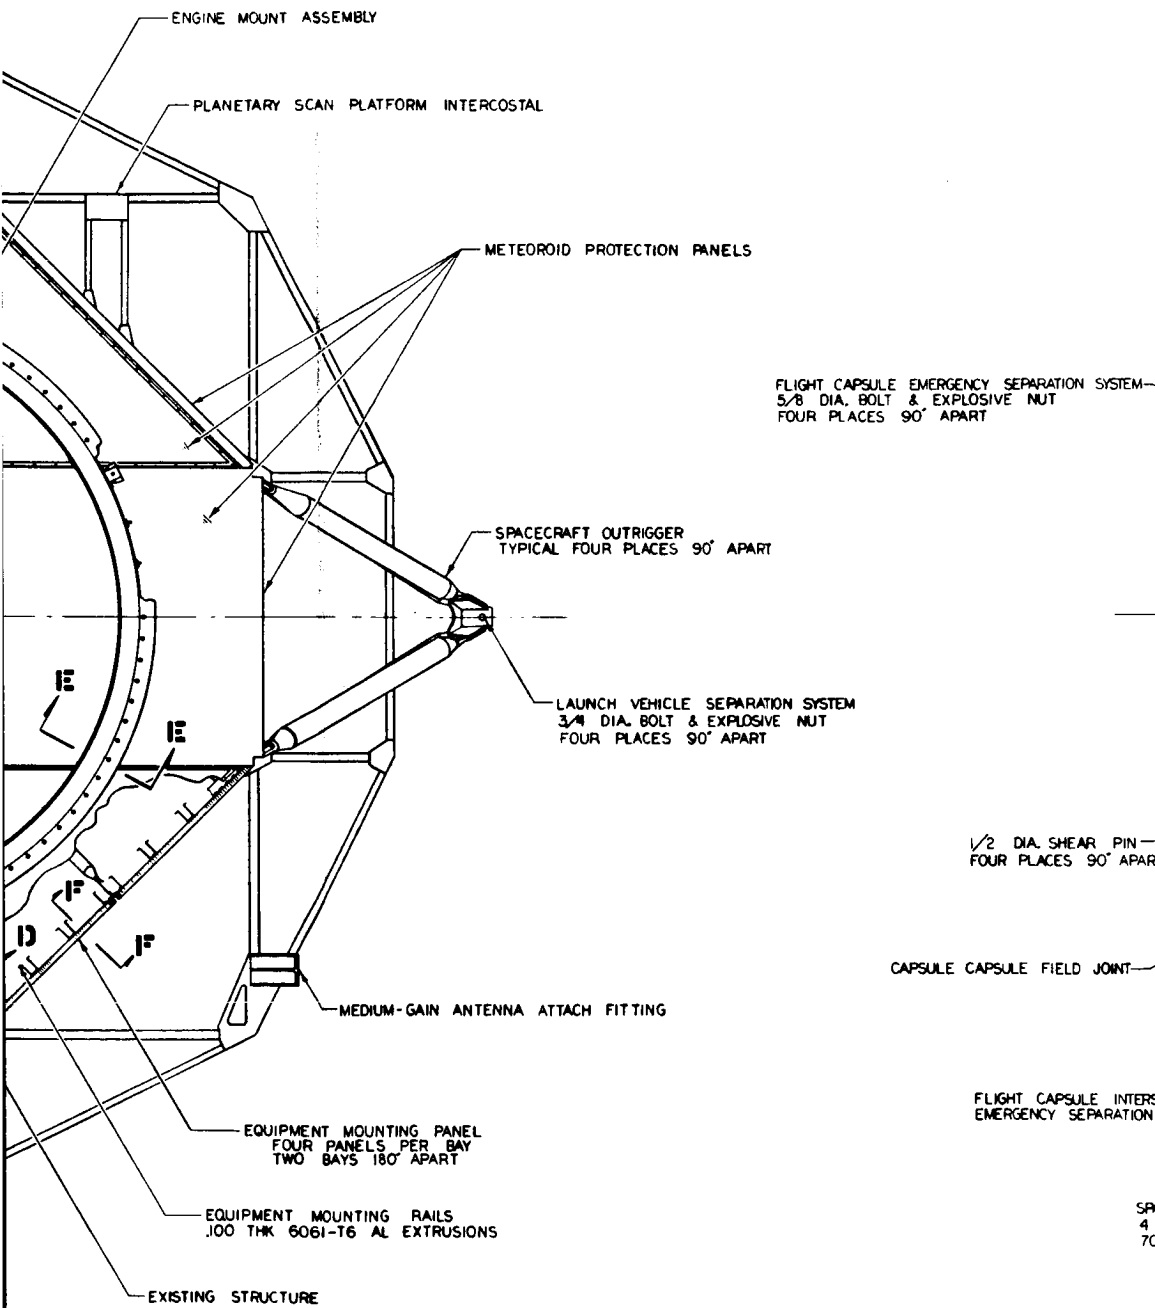 ENGINE MOUNT ASSEMBLY
PLANETARY SCAN PLATFORM INTERCOSTAL
METEOROID PROTECTION PANELS
FLIGHT CAPSULE EMERGENCY SEPARATION SYSTEM
5/8 DIA. BOLT & EXPLOSIVE NUT
FOUR PLACES 90° APART
SPACECRAFT OUTRIGGER
TYPICAL FOUR PLACES 90° APART
LAUNCH VEHICLE SEPARATION SYSTEM
3/4 DIA. BOLT & EXPLOSIVE NUT
FOUR PLACES 90° APART
E
E
1/2 DIA. SHEAR PIN
FOUR PLACES 90° APAR
F
F
D
CAPSULE CAPSULE FIELD JOINT
MEDIUM-GAIN ANTENNA ATTACH FITTING
FLIGHT CAPSULE INTERS
EMERGENCY SEPARATION
EQUIPMENT MOUNTING PANEL
FOUR PANELS PER BAY
TWO BAYS 180° APART
EQUIPMENT MOUNTING RAILS
.100 THK 6061-T6 AL EXTRUSIONS
4
70
EXISTING STRUCTURE